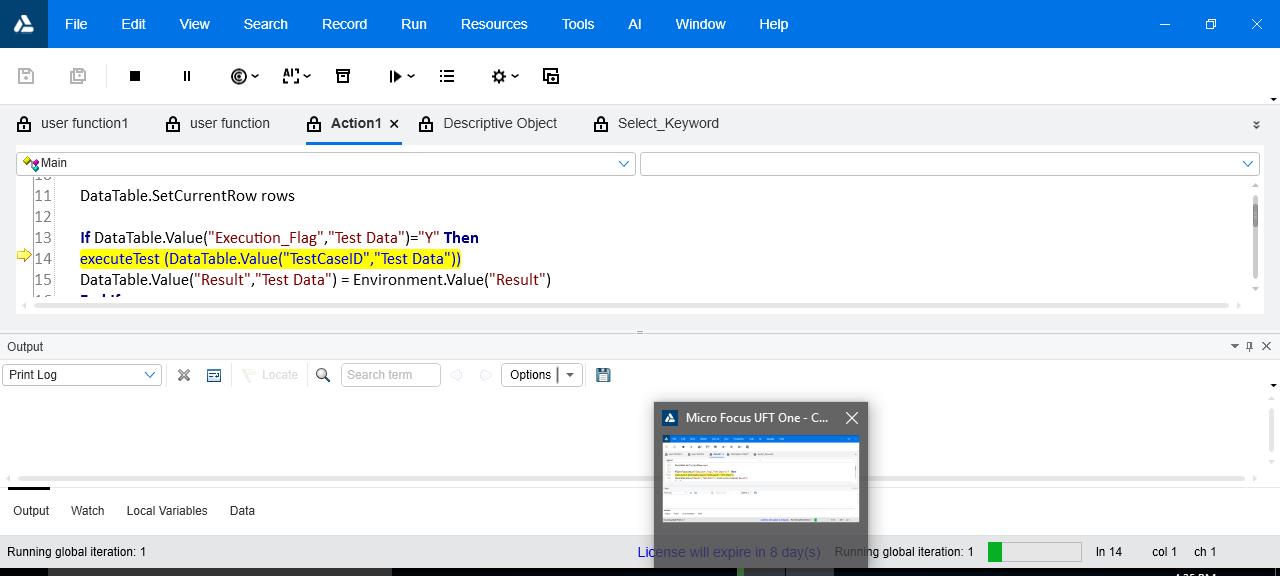 File Edit View Search Record Run Resources Tools AI Window Help
user function1 user function Action1 Descriptive Object Select_Keyword
Main
11 DataTable.SetCurrentRow rows
12
13 If DataTable.Value("Execution_Flag","Test Data")="Y" Then
14 executeTest (DataTable.Value("TestCaseID","Test Data"))
15 DataTable.Value("Result","Test Data") = Environment.Value("Result")
Output
Print Log Locate Search term Options
Micro Focus UFT One - C...
Output Watch Local Variables Data
Running global iteration: 1 License will expire in 8 day(s) Running global iteration: 1 ln 14 col 1 ch 1